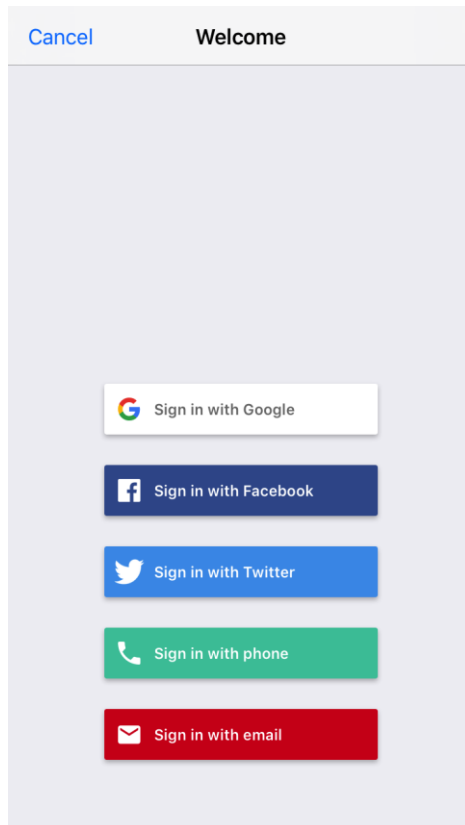 Cancel Welcome
Sign in with Google
Sign in with Facebook
Sign in with Twitter
Sign in with phone
Sign in with email